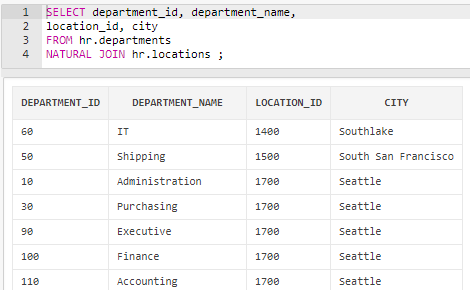 1 SELECT department_id, department_name,
2 location_id, city
3 FROM hr.departments
4 NATURAL JOIN hr.locations ;
DEPARTMENT_ID DEPARTMENT_NAME LOCATION_ID CITY
60 IT 1400 Southlake
50 Shipping 1500 South San Francisco
10 Administration 1700 Seattle
30 Purchasing 1700 Seattle
90 Executive 1700 Seattle
100 Finance 1700 Seattle
110 Accounting 1700 Seattle